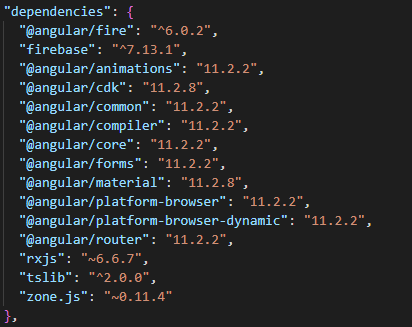 "dependencies": {
"@angular/fire": "^6.0.2",
"firebase": "^7.13.1",
"@angular/animations": "11.2.2",
"@angular/cdk": "11.2.8",
"@angular/common": "11.2.2",
"@angular/compiler": "11.2.2",
"@angular/core": "11.2.2",
"@angular/forms": "11.2.2",
"@angular/material": "11.2.8",
"@angular/platform-browser": "11.2.2",
"@angular/platform-browser-dynamic": "11.2.2",
"@angular/router": "11.2.2",
"rxjs": "~6.6.7",
"tslib": "^2.0.0",
"zone.js": "~0.11.4"
},